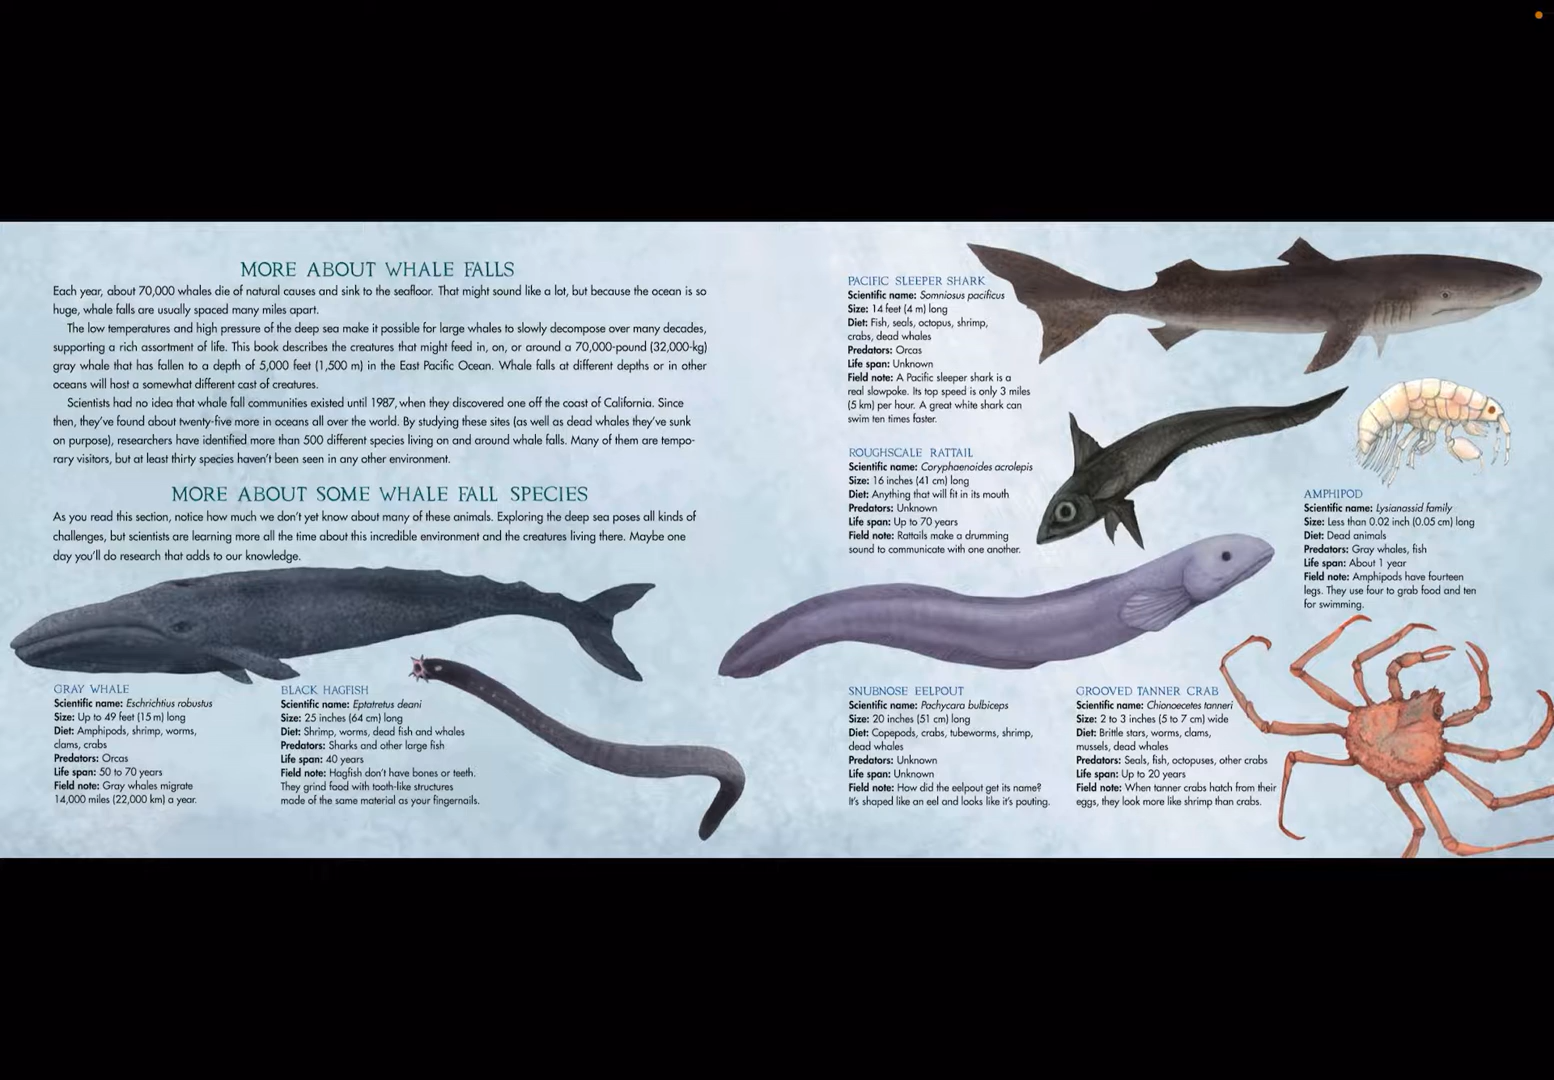 MORE ABOUT WHALE FALLS
Each year, about 70,000 whales die of natural causes and sink to the seafloor. That might sound like a lot, but because the ocean is so
huge, whale falls are usually spaced many miles apart.
The low temperatures and high pressure of the deep sea make it possible for large whales to slowly decompose over many decades,
supporting a rich assortment of life. This book describes the creatures that might feed in, on, or around a 70,000-pound (32,000-kg)
gray whale that has fallen to a depth of 5,000 feet (1,500 m) in the East Pacific Ocean. Whale falls at different depths or in other
oceans will host a somewhat different cast of creatures.
Scientists had no idea that whale fall communities existed until 1987, when they discovered one off the coast of California. Since
then, they've found about twenty-five more in oceans all over the world. By studying these sites (as well as dead whales they've sunk
on purpose), researchers have identified more than 500 different species living on and around whale falls. Many of them are tempo-
rary visitors, but at least thirty species haven't been seen in any other environment.
MORE ABOUT SOME WHALE FALL SPECIES
As you read this section, notice how much we don't yet know about many of these animals. Exploring the deep sea poses all kinds of
challenges, but scientists are learning more all the time about this incredible environment and the creatures living there. Maybe one
day you'll do research that adds to our knowledge.
GRAY WHALE
Scientific name: Eschrichtius robustus
Size: Up to 49 feet (15 m) long
Diet: Amphipods, shrimp, worms,
clams, crabs
Predators: Orcas
Life span: 50 to 70 years
Field note: Gray whales migrate
14,000 miles (22,000 km) a year.
BLACK HAGFISH
Scientific name: Eptatretus deani
Size: 25 inches (64 cm) long
Diet: Shrimp, worms, dead fish and whales
Predators: Sharks and other large fish
Life span: 40 years
Field note: Hagfish don't have bones or teeth.
They grind food with tooth-like structures
made of the same material as your fingernails.
PACIFIC SLEEPER SHARK
Scientific name: Somniosus pacificus
Size: 14 feet (4 m) long
Diet: Fish, seals, octopus, shrimp,
crabs, dead whales
Predators: Orcas
Life span: Unknown
Field note: A Pacific sleeper shark is a
real slowpoke. Its top speed is only 3 miles
(5 km) per hour. A great white shark can
swim ten times faster.
ROUGHSCALE RATTAIL
Scientific name: Coryphaenoides acrolepis
Size: 16 inches (41 cm) long
Diet: Anything that will fit in its mouth
Predators: Unknown
Life span: Up to 70 years
Field note: Rattails make a drumming
sound to communicate with one another.
AMPHIPOD
Scientific name: Lysianassid family
Size: Less than 0.02 inch (0.05 cm) long
Diet: Dead animals
Predators: Gray whales, fish
Life span: About 1 year
Field note: Amphipods have fourteen
legs. They use four to grab food and ten
for swimming.
SNUBNOSE EELPOUT
Scientific name: Pachycara bulbiceps
Size: 20 inches (51 cm) long
Diet: Copepods, crabs, tubeworms, shrimp,
dead whales
Predators: Unknown
Life span: Unknown
Field note: How did the eelpout get its name?
It's shaped like an eel and looks like it's pouting.
GROOVED TANNER CRAB
Scientific name: Chionoecetes tanneri
Size: 2 to 3 inches (5 to 7 cm) wide
Diet: Brittle stars, worms, clams,
mussels, dead whales
Predators: Seals, fish, octopuses, other crabs
Life span: Up to 20 years
Field note: When tanner crabs hatch from their
eggs, they look more like shrimp than crabs.